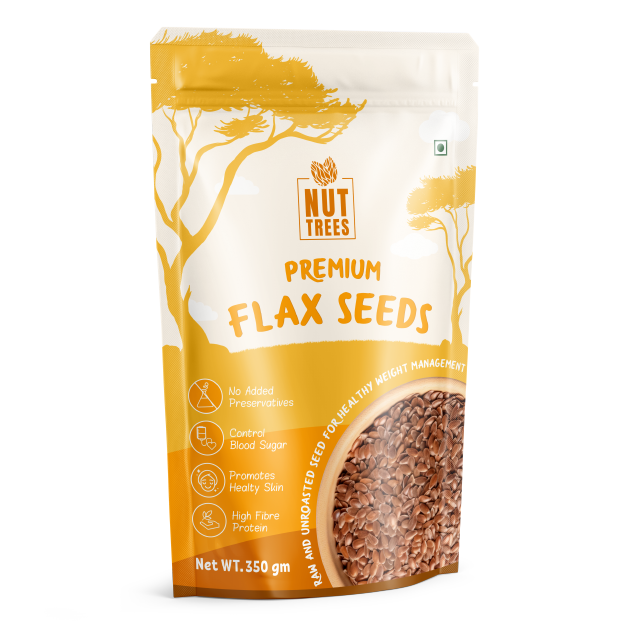 NUT
TREES
PREMIUM
FLAX SEEDS
RAW AND UNROASTED SEED FOR HEALTHY WEIGHT MANAGEMENT
No Added
Preservatives
Control
Blood Sugar
Promotes
Healty Skin
High Fibre
Protein
Net WT. 350 gm